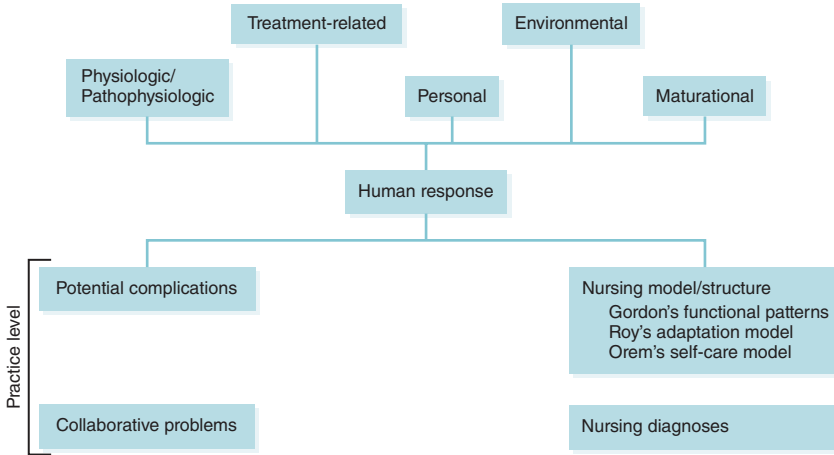 Treatment-related
Environmental
Physiologic/
Pathophysiologic
Personal
Maturational
Human response
Practice level
Potential complications
Nursing model/structure
Gordon's functional patterns
Roy's adaptation model
Orem's self-care model
Collaborative problems
Nursing diagnoses